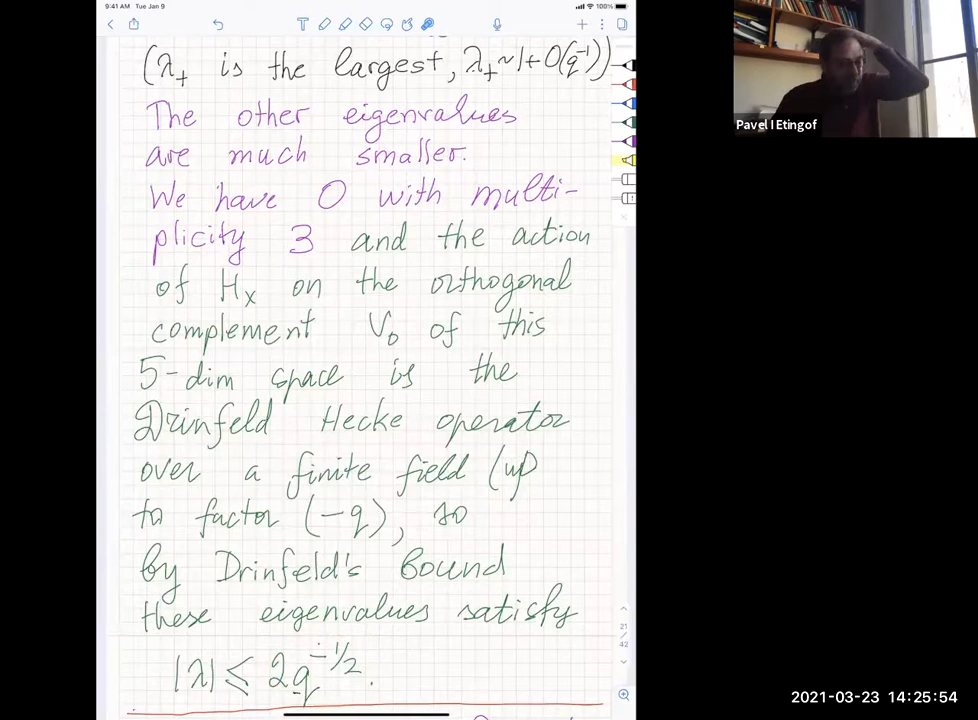 9:41 AM Tue Jan 9
100%
(λ₊ is the largest, λ₊ ~ 1+O(q⁻¹))
The other eigenvalues
are much smaller.
We have 0 with multi-
plicity 3 and the action
of Hₓ on the orthogonal
complement V₀ of this
5-dim space is the
Drinfeld Hecke operator
over a finite field (up
to factor (-q), so
by Drinfeld's bound
these eigenvalues satisfy
|λ| ≤ 2q^{-1/2}.
21
/
42
Pavel I Etingof
2021-03-23 14:25:54